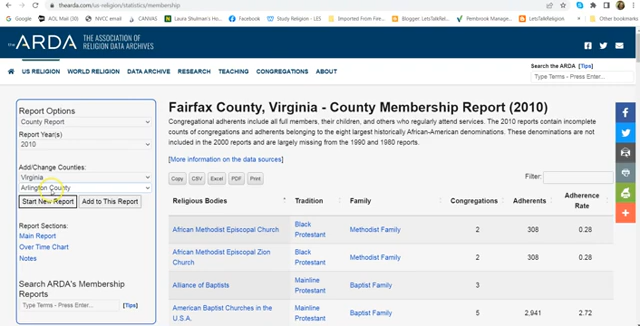 thearda.com/us-religion/statistics/membership
Apps
AOL Mail (30)
NVCC email
CANVAS
Laura Shulman's Ho...
YouTube
Study Religion
Imported From Firef...
Blogger: LetsTalkReli...
Pembrook Manage...
LetsTalkReligion
Other bookmarks
the ARDA
ASSOCIATION
OF RELIGION
DATA ARCHIVES
US RELIGION
WORLD RELIGION
DATA ARCHIVE
RESEARCH
TEACHING
CONGREGATIONS
ABOUT
Search the ARDA [Tips]
Type Terms - Press Enter...
Report Options
County Report
Report Year(s)
2010
Add/Change Counties:
Virginia
Arlington County
Start New Report
Add to This Report
Report Sections:
Main Report
Over Time Chart
Notes
Search ARDA's Membership
Reports
Type Terms - Press Enter...
[Tips]
Fairfax County, Virginia - County Membership Report (2010)
Congregational adherents include all full members, their children, and others who regularly attend services. The 2010 reports contain incomplete
counts of congregations and adherents belonging to the eight largest historically African-American denominations. These denominations are not
included in the 2000 reports and are largely missing from the 1990 and 1980 reports.
[More information on the data sources]
Copy
CSV
Excel
PDF
Print
Filter:
Religious Bodies Tradition Family Congregations Adherents Adherence Rate
African Methodist Episcopal Church Black Protestant Methodist Family 2 308 0.28
African Methodist Episcopal Zion Church Black Protestant Methodist Family 2 308 0.28
Alliance of Baptists Mainline Protestant Baptist Family 3
American Baptist Churches in the U.S.A. Mainline Protestant Baptist Family 5 2,941 2.72